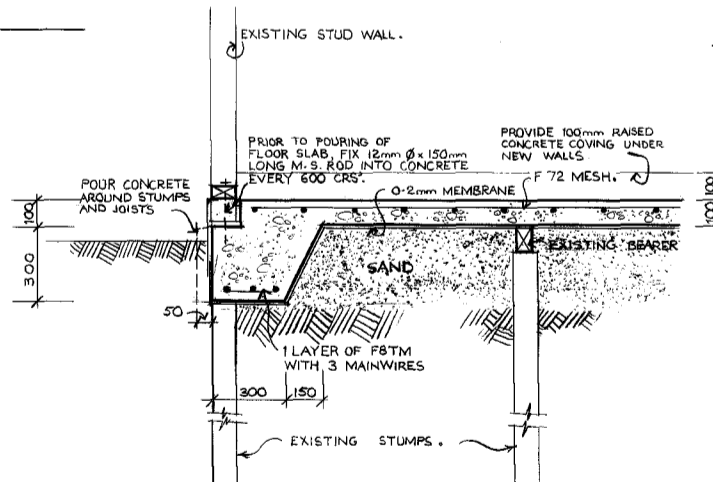 EXISTING STUD WALL.
PRIOR TO POURING OF
FLOOR SLAB, FIX 12mm Ø x 150mm
LONG M.S. ROD INTO CONCRETE
EVERY 600 CRS.
PROVIDE 100mm RAISED
CONCRETE COVING UNDER
NEW WALLS
POUR CONCRETE
AROUND STUMPS
AND JOISTS
0.2mm MEMBRANE
F 72 MESH.
100
100
100
300
EXISTING BEARER
SAND
50
1 LAYER OF F8TM
WITH 3 MAINWIRES
300
150
EXISTING STUMPS.